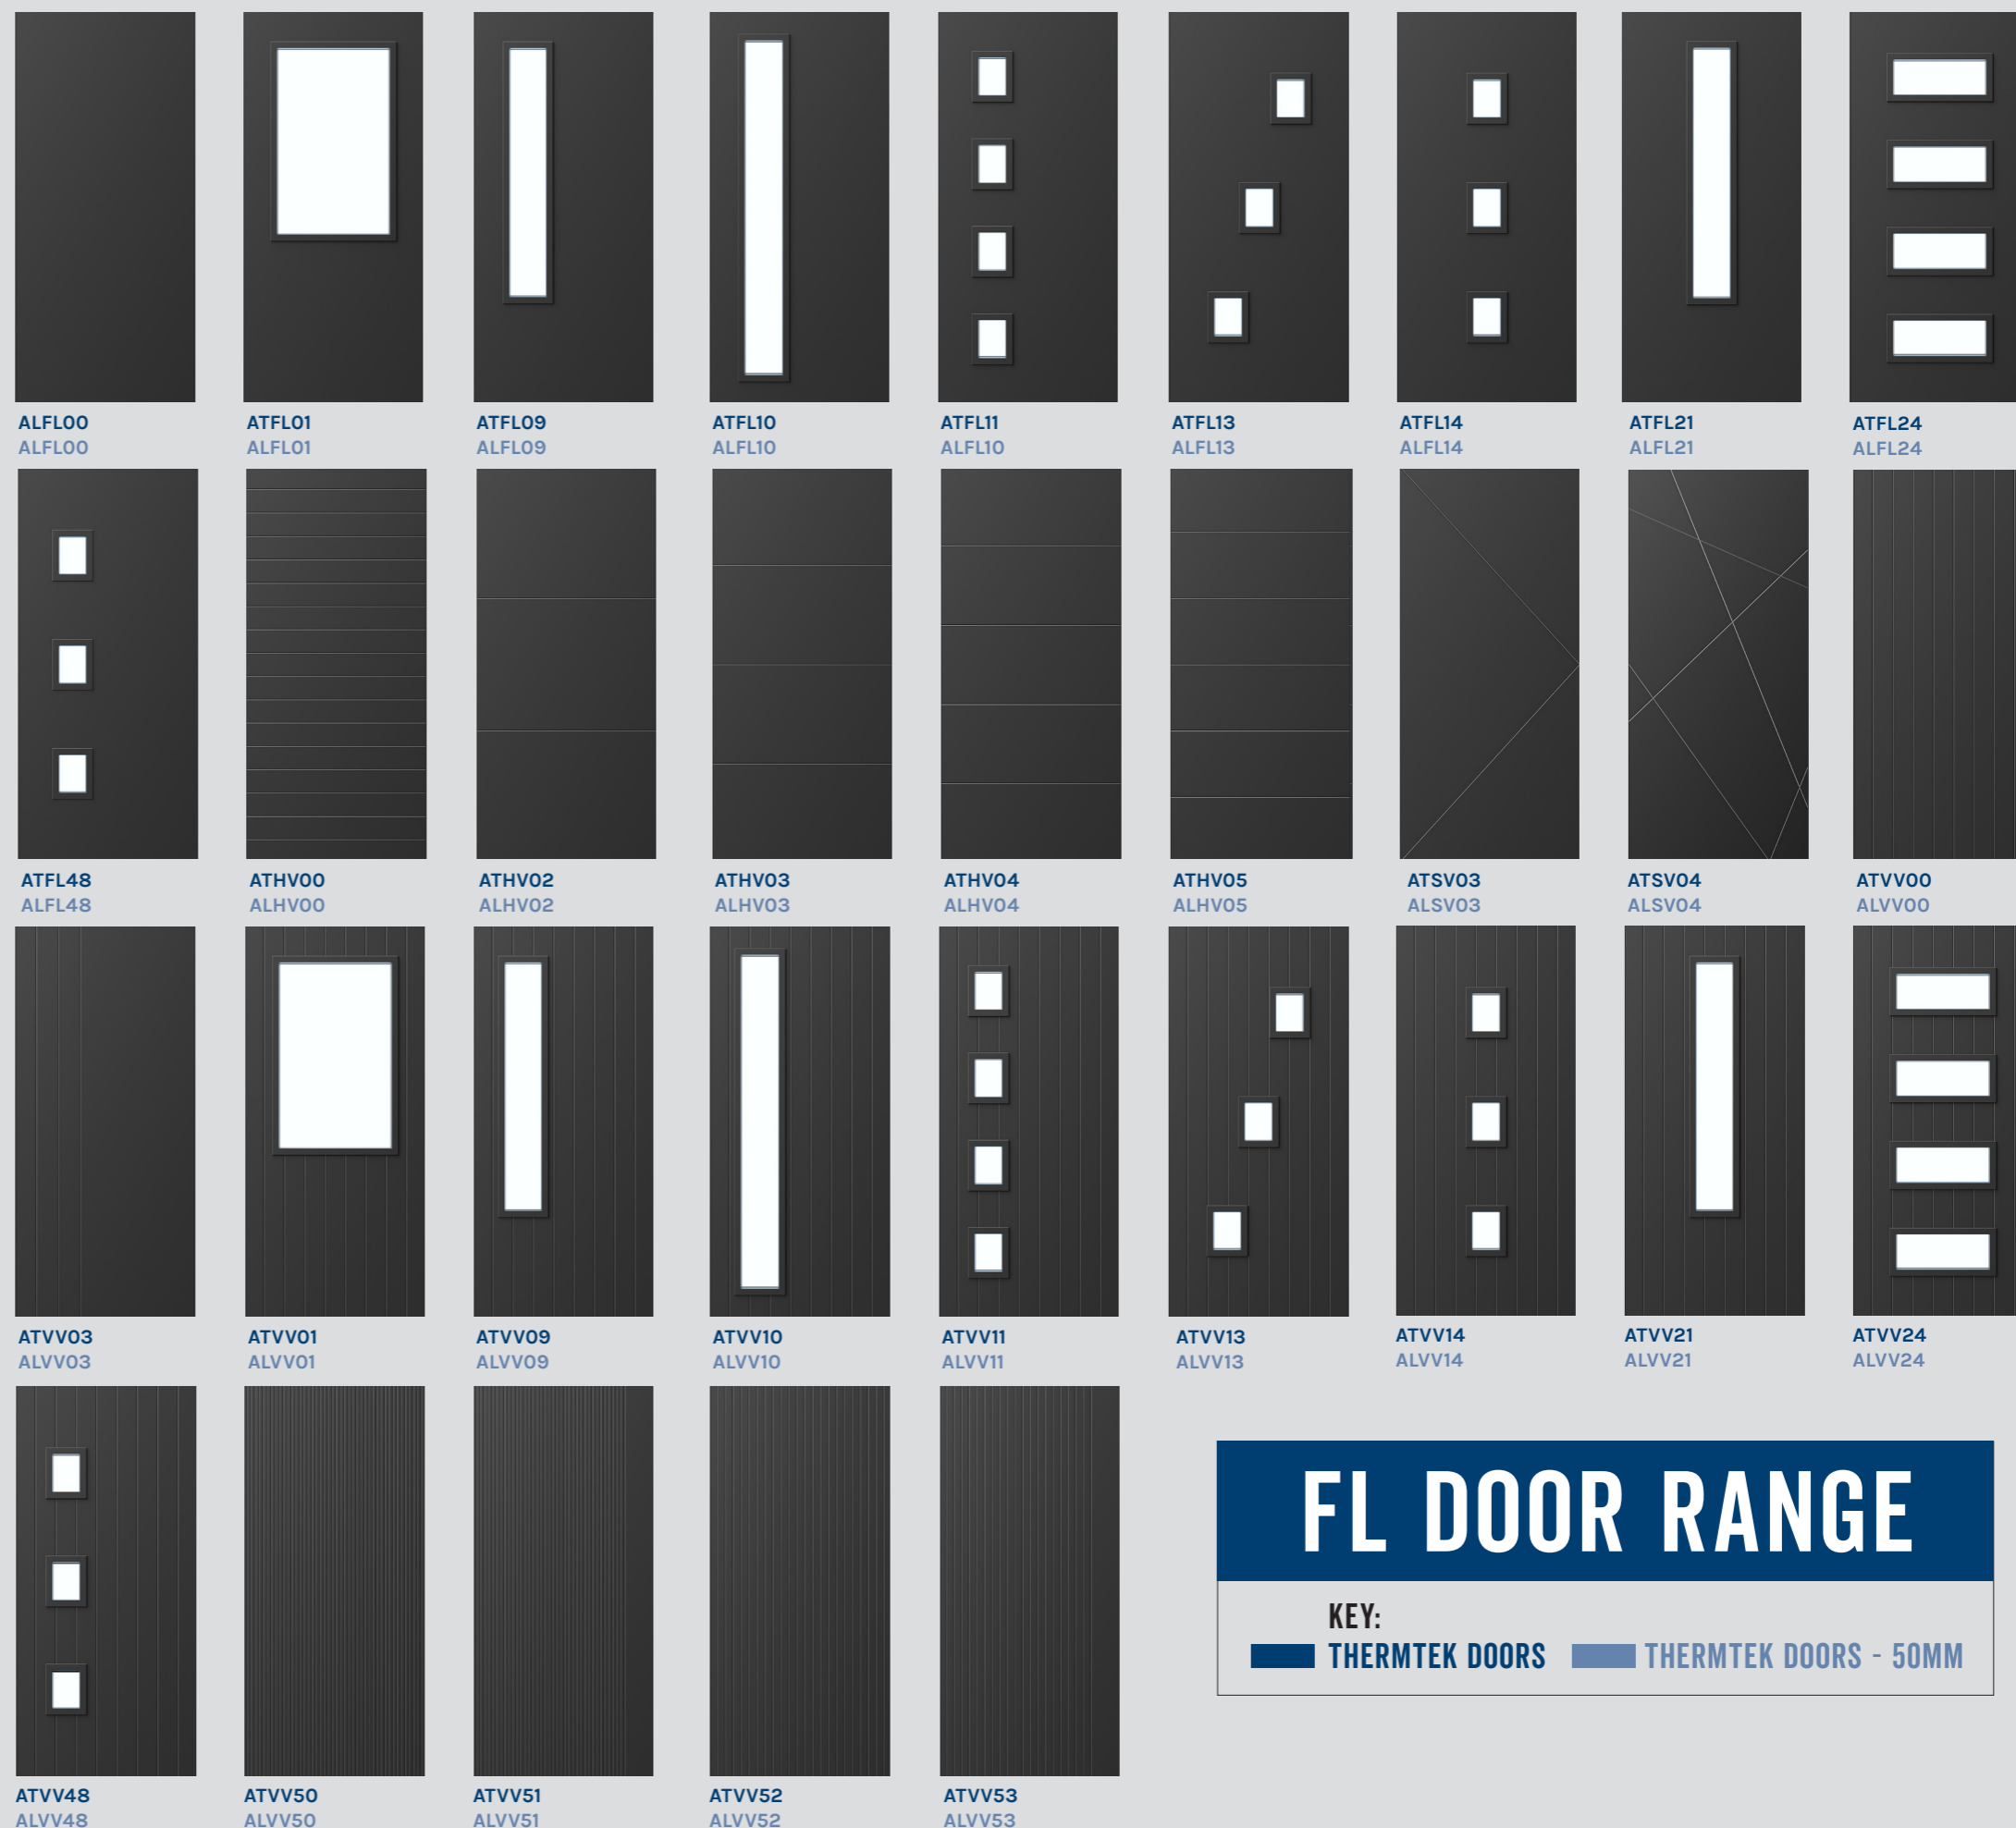 ALFL00
ALFL00
ATFL01
ALFL01
ATFL09
ALFL09
ATFL10
ALFL10
ATFL11
ALFL10
ATFL13
ALFL13
ATFL14
ALFL14
ATFL21
ALFL21
ATFL24
ALFL24
ATFL48
ALFL48
ATHV00
ALHV00
ATHV02
ALHV02
ATHV03
ALHV03
ATHV04
ALHV04
ATHV05
ALHV05
ATSV03
ALSV03
ATSV04
ALSV04
ATVV00
ALVV00
ATVV03
ALVV03
ATVV01
ALVV01
ATVV09
ALVV09
ATVV10
ALVV10
ATVV11
ALVV11
ATVV13
ALVV13
ATVV14
ALVV14
ATVV21
ALVV21
ATVV24
ALVV24
ATVV48
ALVV48
ATVV50
ALVV50
ATVV51
ALVV51
ATVV52
ALVV52
ATVV53
ALVV53
FL DOOR RANGE
KEY:
THERMTEK DOORS
THERMTEK DOORS - 50MM